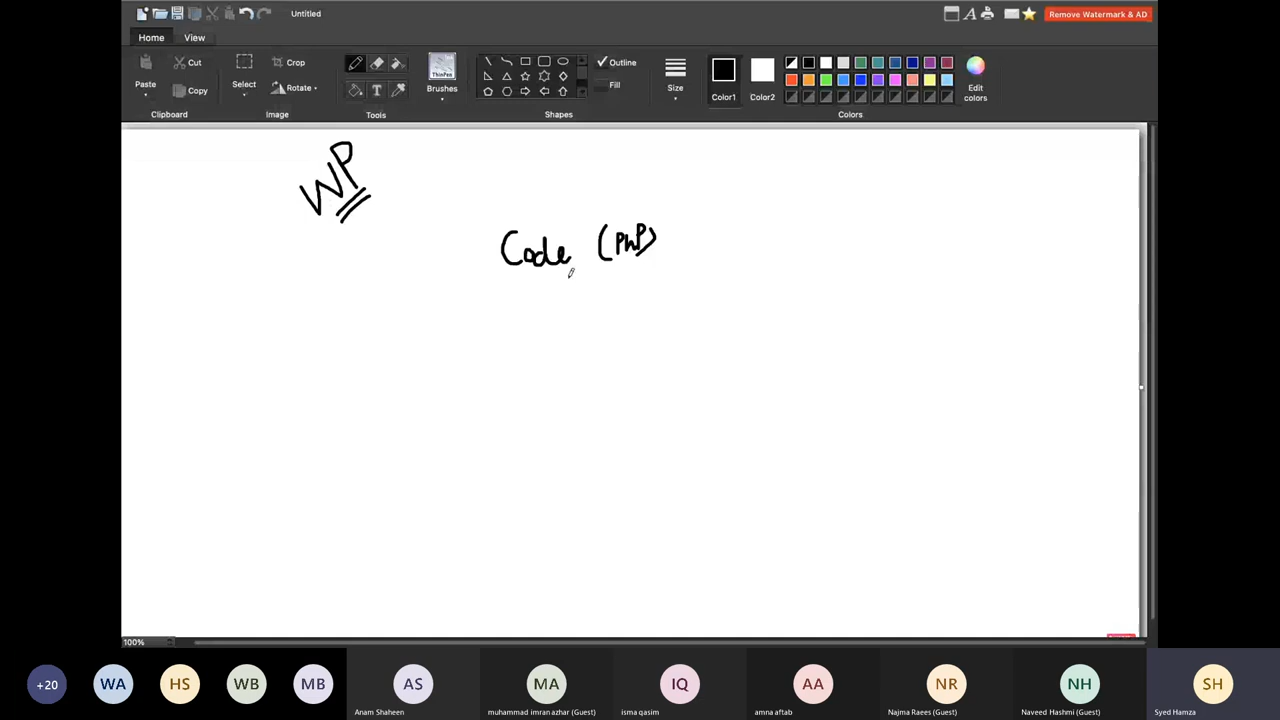 Untitled
Remove Watermark & AD
Home View
Paste Cut Copy
Clipboard
Select Crop Rotate
Image
T
Tools
ThinPen
Brushes
Outline
Fill
Shapes
Size
Color1 Color2
Edit colors
Colors
WP
Code (PhP)
100%
+20 WA HS WB MB AS MA IQ AA NR NH SH
Anam Shaheen muhammad imran azhar (Guest) isma qasim amna aftab Najma Raees (Guest) Naveed Hashmi (Guest) Syed Hamza